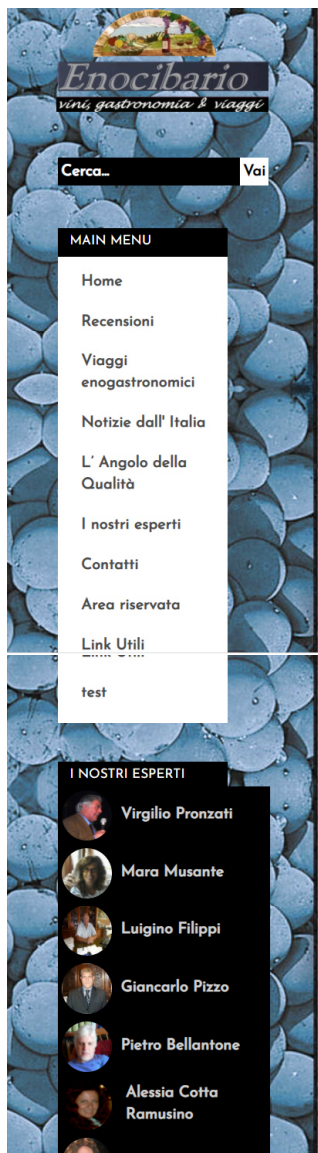 Enocibario
vini, gastronomia & viaggi
Cerca...
Vai
MAIN MENU
Home
Recensioni
Viaggi
enogastronomici
Notizie dall' Italia
L' Angolo della
Qualità
I nostri esperti
Contatti
Area riservata
Link Utili
Link Utili
test
I NOSTRI ESPERTI
Virgilio Pronzati
Mara Musante
Luigino Filippi
Giancarlo Pizzo
Pietro Bellantone
Alessia Cotta
Ramusino